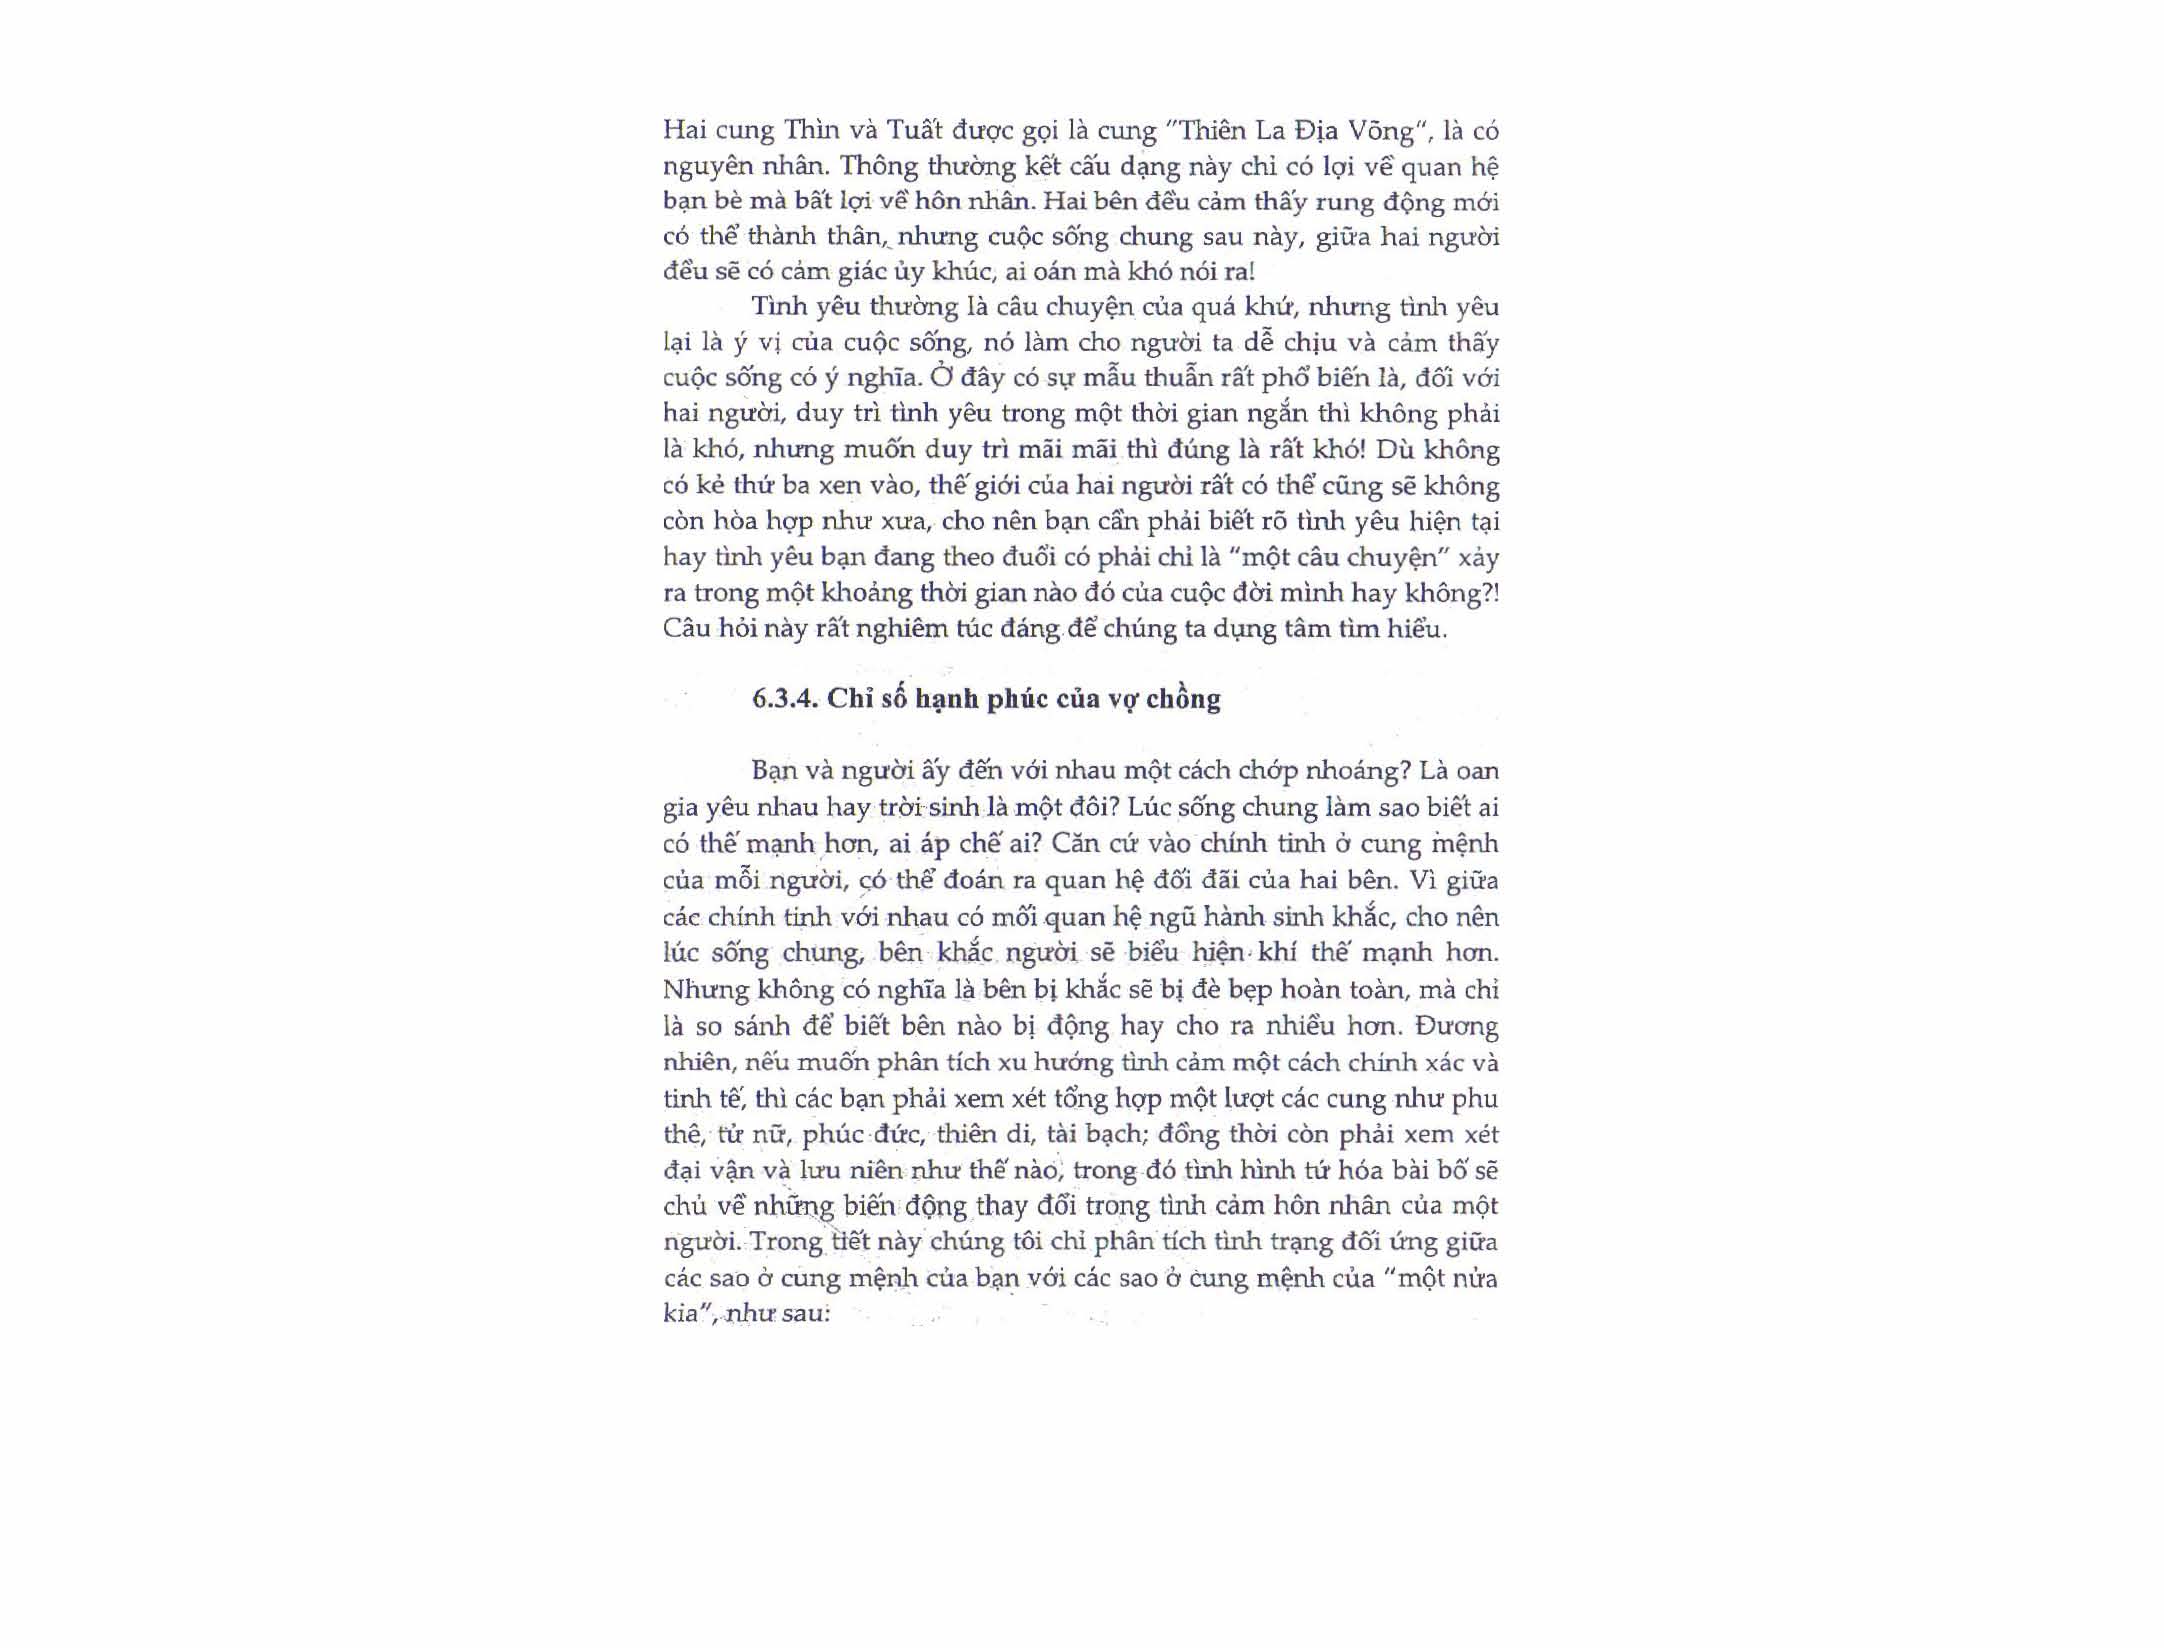 Hai cung Thìn và Tuất được gọi là cung "Thiên La Địa Võng", là có
nguyên nhân. Thông thường kết cấu dạng này chỉ có lợi về quan hệ
bạn bè mà bất lợi về hôn nhân. Hai bên đều cảm thấy rung động mới
có thể thành thân, nhưng cuộc sống chung sau này, giữa hai người
đều sẽ có cảm giác ủy khúc, ai oán mà khó nói ra!
Tình yêu thường là câu chuyện của quá khứ, nhưng tình yêu
lại là ý vị của cuộc sống, nó làm cho người ta dễ chịu và cảm thấy
cuộc sống có ý nghĩa. Ở đây có sự mẫu thuẫn rất phổ biến là, đối với
hai người, duy trì tình yêu trong một thời gian ngắn thì không phải
là khó, nhưng muốn duy trì mãi mãi thì đúng là rất khó! Dù không
có kẻ thứ ba xen vào, thế giới của hai người rất có thể cũng sẽ không
còn hòa hợp như xưa, cho nên bạn cần phải biết rõ tình yêu hiện tại
hay tình yêu bạn đang theo đuổi có phải chỉ là "một câu chuyện" xảy
ra trong một khoảng thời gian nào đó của cuộc đời mình hay không?!
Câu hỏi này rất nghiêm túc đáng để chúng ta dụng tâm tìm hiểu.
6.3.4. Chỉ số hạnh phúc của vợ chồng
Bạn và người ấy đến với nhau một cách chớp nhoáng? Là oan
gia yêu nhau hay trời sinh là một đôi? Lúc sống chung làm sao biết ai
có thế mạnh hơn, ai áp chế ai? Căn cứ vào chính tinh ở cung mệnh
của mỗi người, có thể đoán ra quan hệ đối đãi của hai bên. Vì giữa
các chính tinh với nhau có mối quan hệ ngũ hành sinh khắc, cho nên
lúc sống chung, bên khắc người sẽ biểu hiện khí thế mạnh hơn.
Nhưng không có nghĩa là bên bị khắc sẽ bị đè bẹp hoàn toàn, mà chỉ
là so sánh để biết bên nào bị động hay cho ra nhiều hơn. Đương
nhiên, nếu muốn phân tích xu hướng tình cảm một cách chính xác và
tinh tế, thì các bạn phải xem xét tổng hợp một lượt các cung như phu
thê, tử nữ, phúc đức, thiên di, tài bạch; đồng thời còn phải xem xét
đại vận và lưu niên như thế nào, trong đó tình hình tứ hóa bài bố sẽ
chủ về những biến động thay đổi trong tình cảm hôn nhân của một
người. Trong tiết này chúng tôi chỉ phân tích tình trạng đối ứng giữa
các sao ở cung mệnh của bạn với các sao ở cung mệnh của "một nửa
kia", như sau: